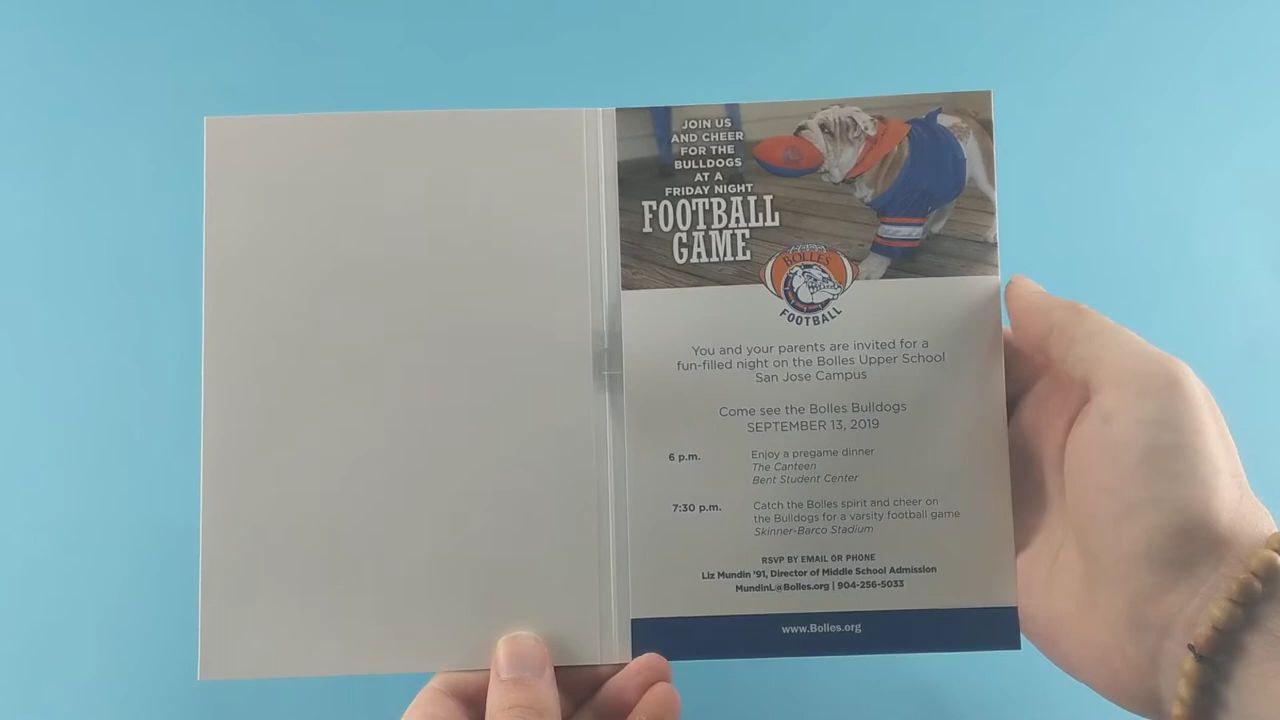 JOIN US
AND CHEER
FOR THE
BULLDOGS
AT A
FRIDAY NIGHT
FOOTBALL
GAME
BOLLES
FOOTBALL
You and your parents are invited for a
fun-filled night on the Bolles Upper School
San Jose Campus
Come see the Bolles Bulldogs
SEPTEMBER 13, 2019
6 p.m. Enjoy a pregame dinner
The Canteen
Bent Student Center
7:30 p.m. Catch the Bolles spirit and cheer on
the Bulldogs for a varsity football game
Skinner-Barco Stadium
RSVP BY EMAIL OR PHONE
Liz Mundin '91, Director of Middle School Admission
MundinL@Bolles.org | 904-256-5033
www.Bolles.org